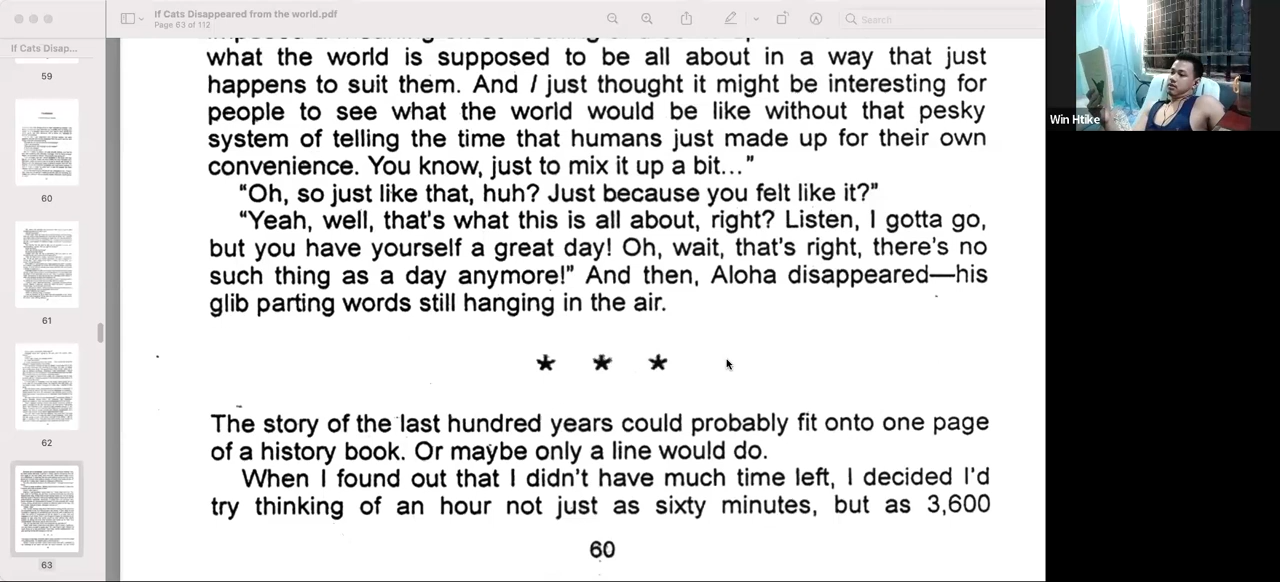 If Cats Disappeared from the world.pdf
Page 63 of 112
Search
If Cats Disap...
59
60
61
62
63
what the world is supposed to be all about in a way that just
happens to suit them. And I just thought it might be interesting for
people to see what the world would be like without that pesky
system of telling the time that humans just made up for their own
convenience. You know, just to mix it up a bit... "
"Oh, so just like that, huh? Just because you felt like it?"
"Yeah, well, that's what this is all about, right? Listen, I gotta go,
but you have yourself a great day! Oh, wait, that's right, there's no
such thing as a day anymore!" And then, Aloha disappeared—his
glib parting words still hanging in the air.
* * *
The story of the last hundred years could probably fit onto one page
of a history book. Or maybe only a line would do.
When I found out that I didn't have much time left, I decided I'd
try thinking of an hour not just as sixty minutes, but as 3,600
60
Win Htike